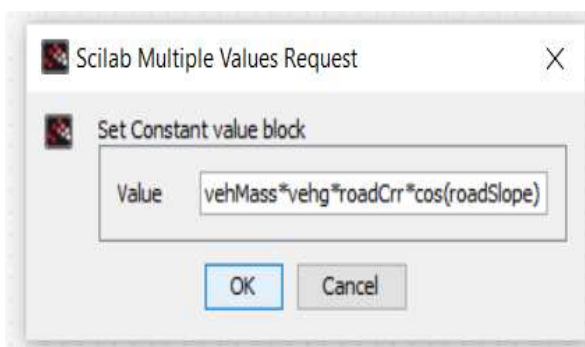 Scilab Multiple Values Request
Set Constant value block
Value vehMass*vehg*roadCrr*cos(roadSlope)
OK Cancel